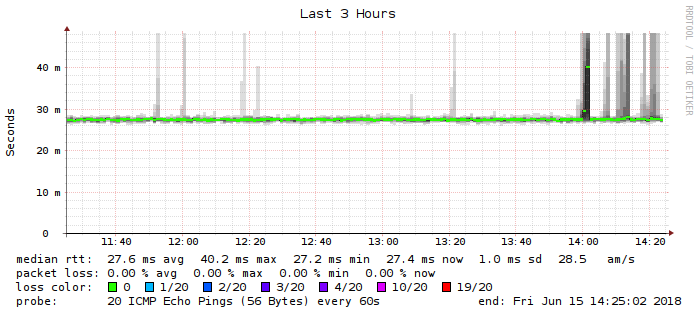 Last 3 Hours
RRDTOOL / TOBI OETIKER
Seconds
40 m
30 m
20 m
10 m
0
11:40 12:00 12:20 12:40 13:00 13:20 13:40 14:00 14:20
median rtt: 27.6 ms avg 40.2 ms max 27.2 ms min 27.4 ms now 1.0 ms sd 28.5 am/s
packet loss: 0.00 % avg 0.00 % max 0.00 % min 0.00 % now
loss color: 0 1/20 2/20 3/20 4/20 10/20 19/20
probe: 20 ICMP Echo Pings (56 Bytes) every 60s end: Fri Jun 15 14:25:02 2018